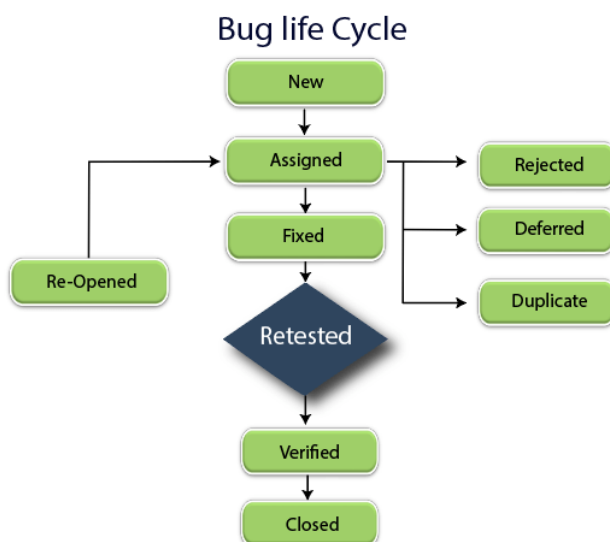 Bug life Cycle
New
Assigned
Rejected
Fixed
Deferred
Re-Opened
Duplicate
Retested
Verified
Closed